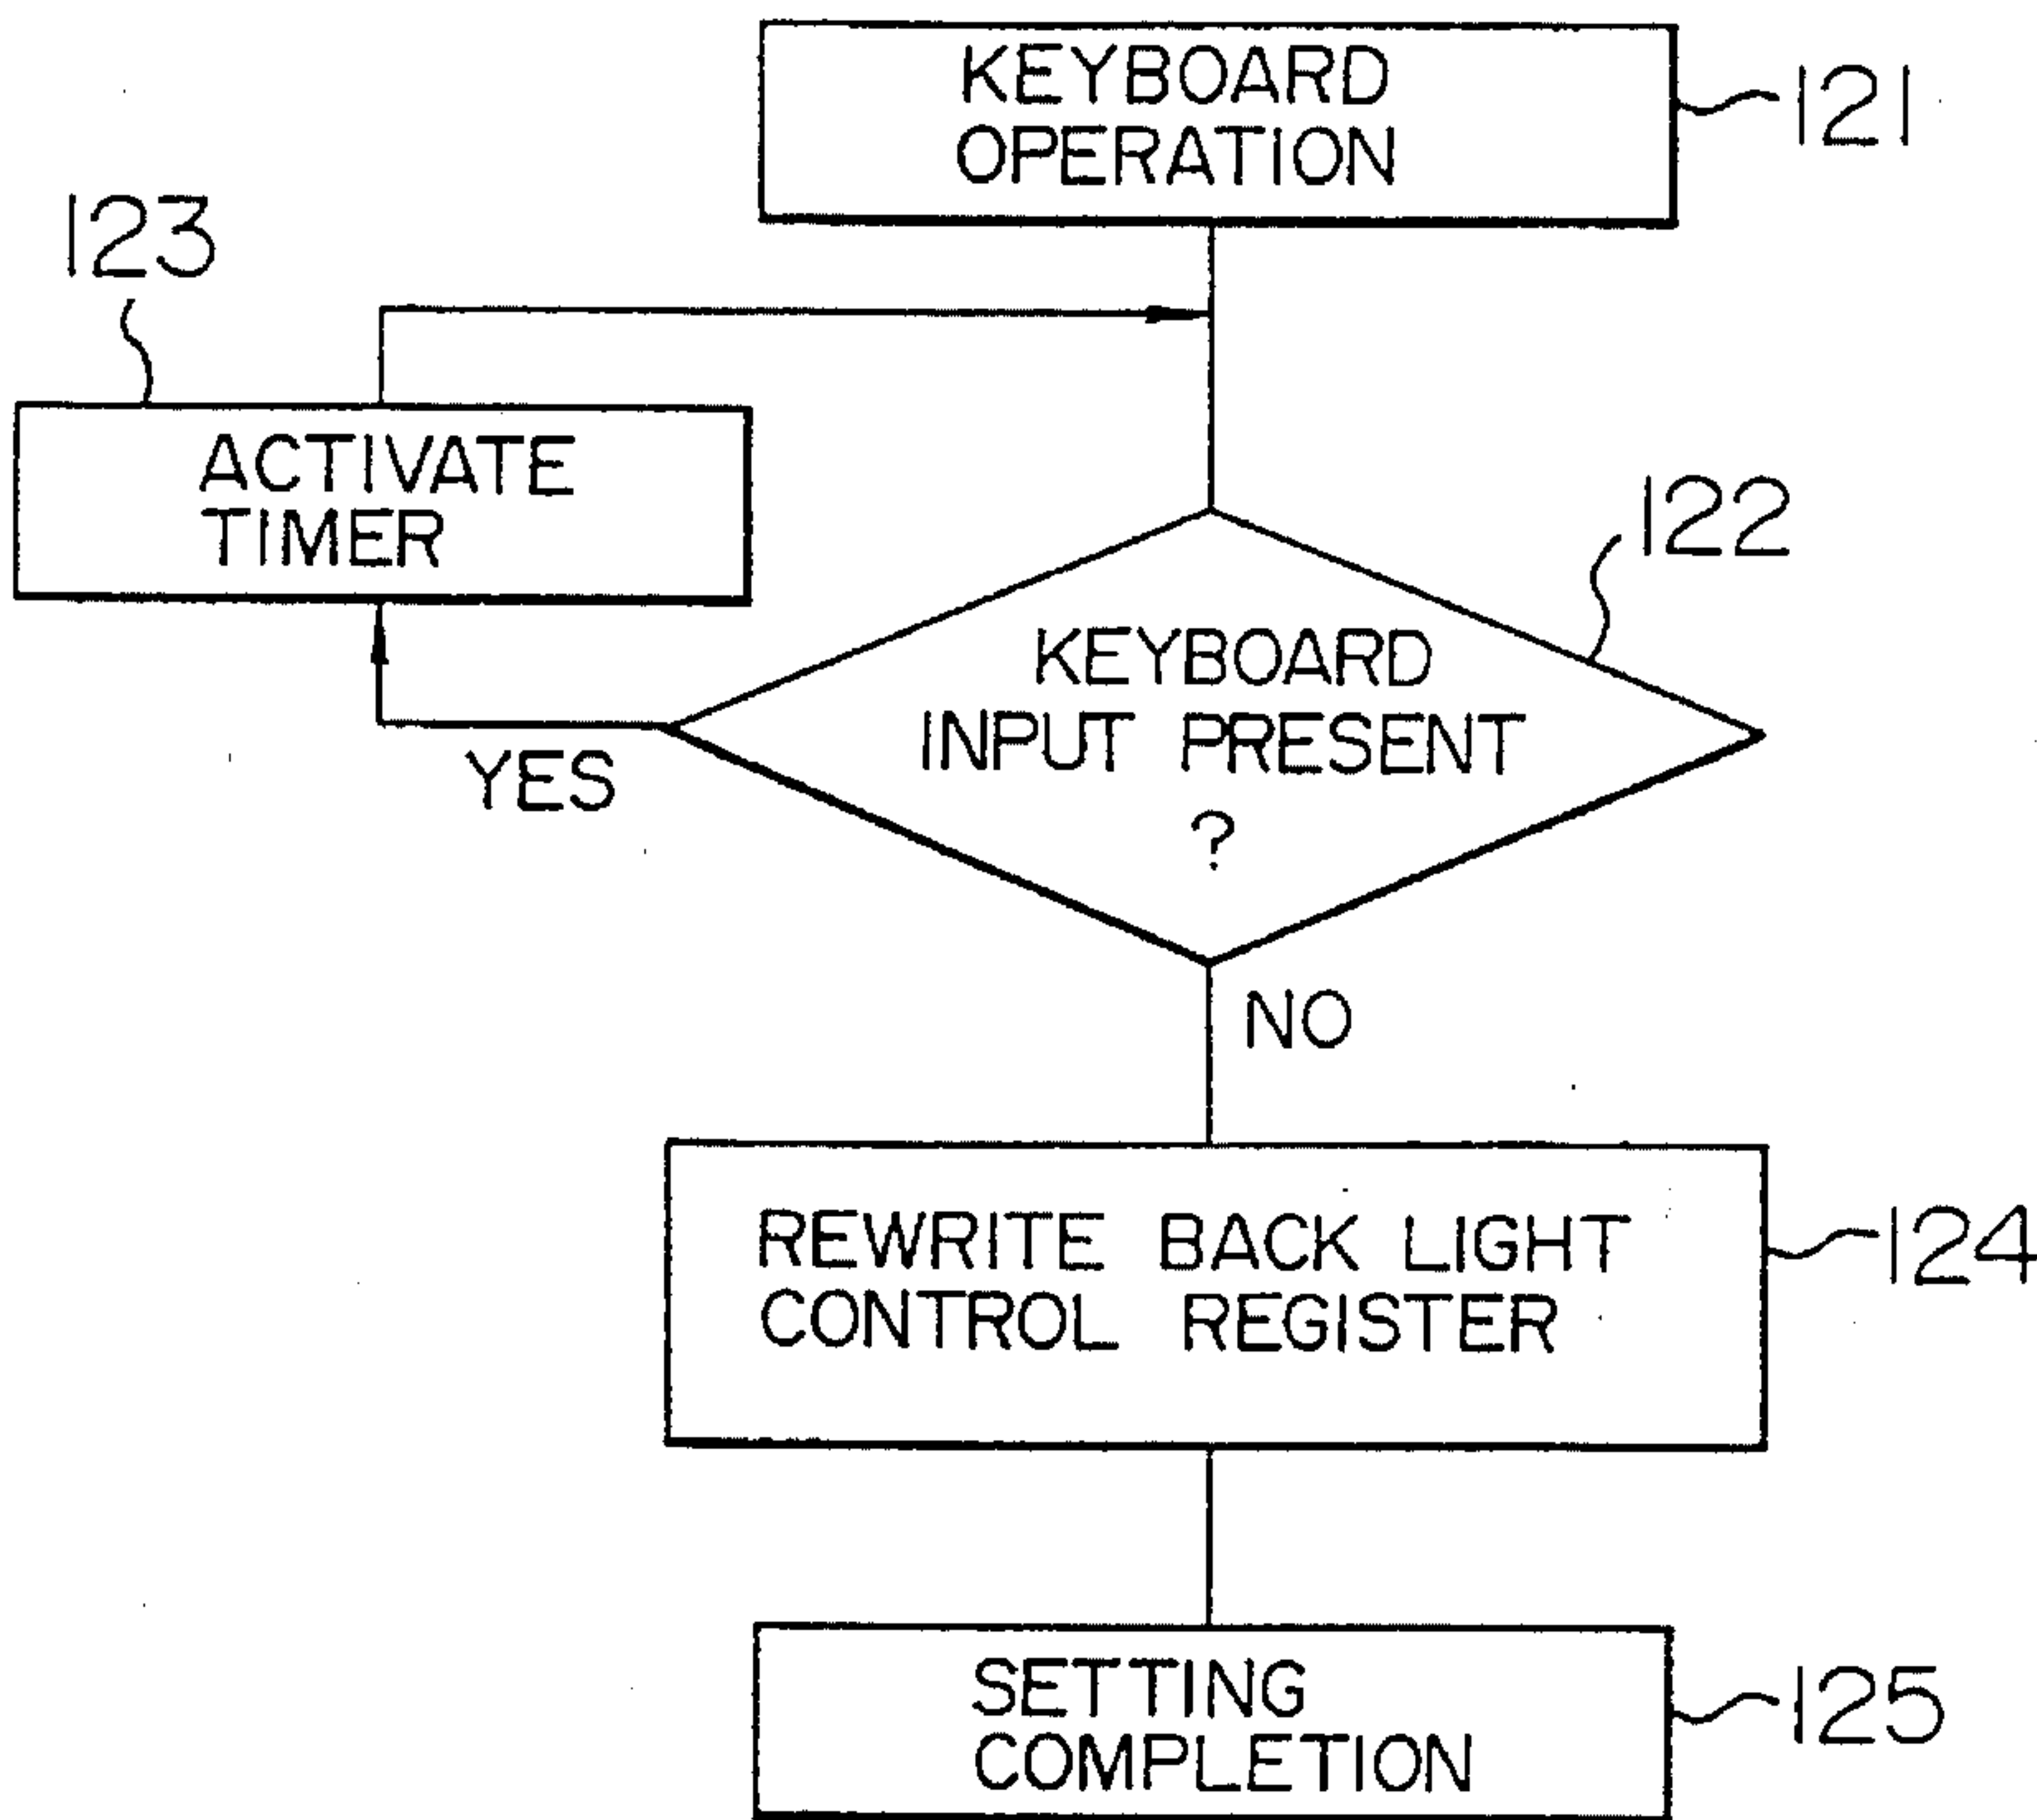 KEYBOARD
OPERATION
121
123
ACTIVATE
TIMER
122
KEYBOARD
INPUT PRESENT
?
YES
NO
REWRITE BACK LIGHT
CONTROL REGISTER
124
SETTING
COMPLETION
125